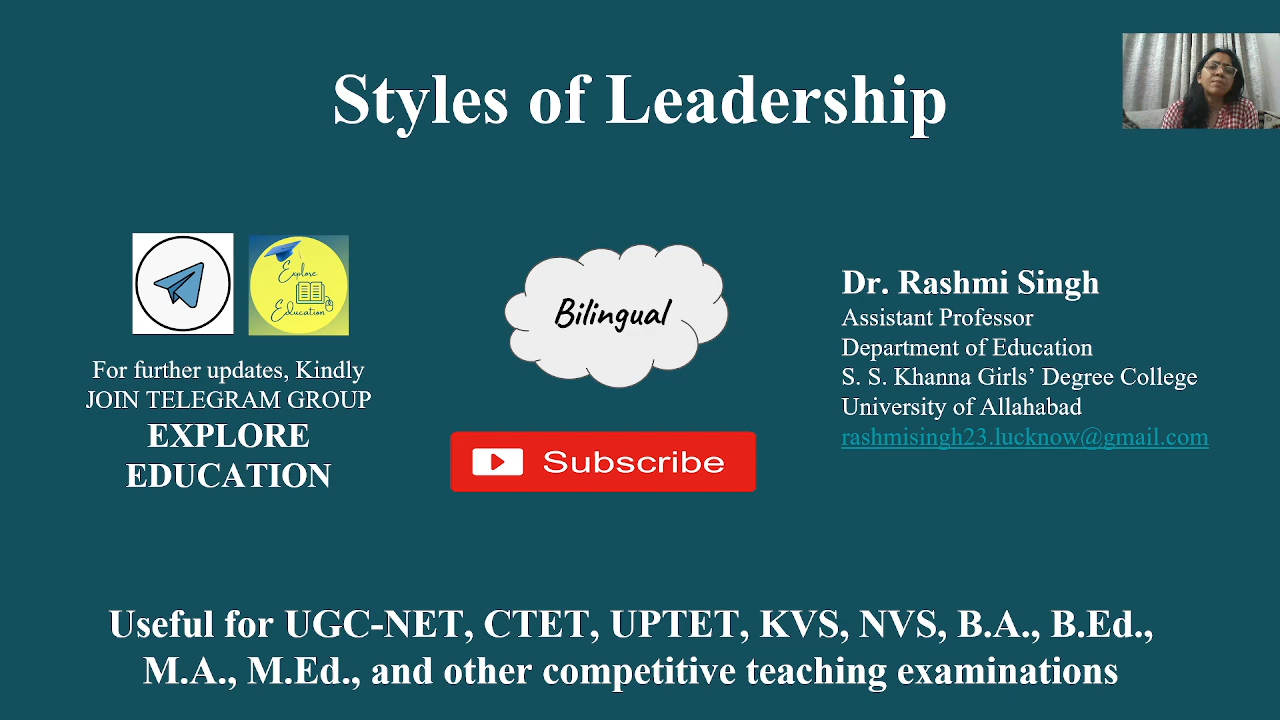 Styles of Leadership
Explore
Education
For further updates, Kindly
JOIN TELEGRAM GROUP
EXPLORE
EDUCATION
Bilingual
Subscribe
Dr. Rashmi Singh
Assistant Professor
Department of Education
S. S. Khanna Girls’ Degree College
University of Allahabad
rashmisingh23.lucknow@gmail.com
Useful for UGC-NET, CTET, UPTET, KVS, NVS, B.A., B.Ed.,
M.A., M.Ed., and other competitive teaching examinations